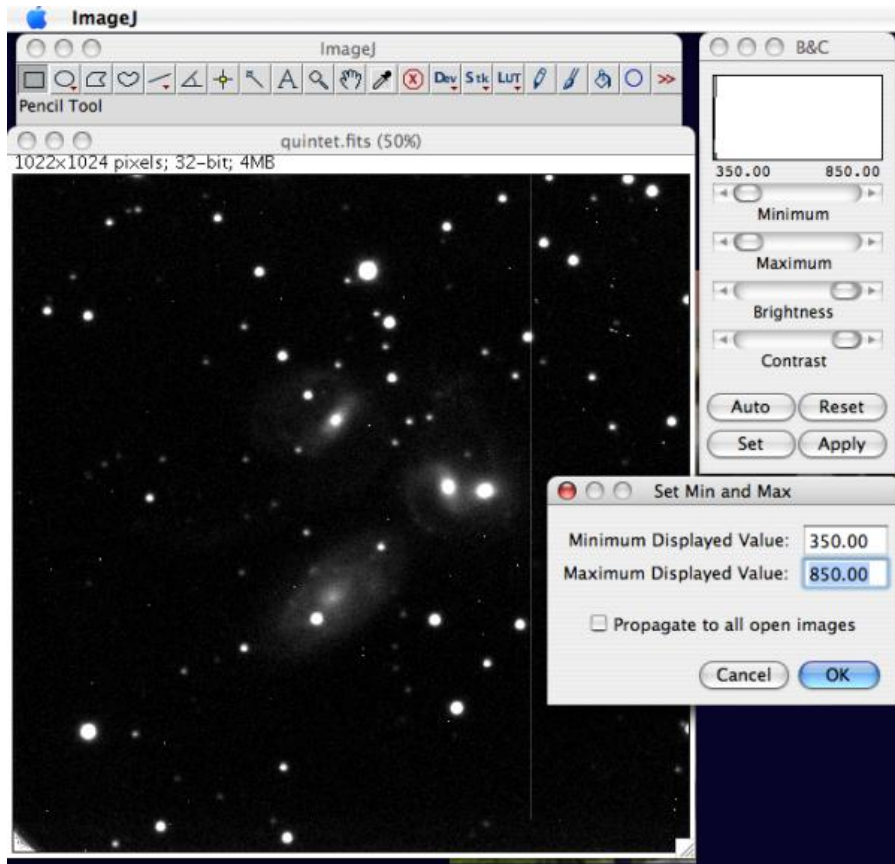 ImageJ
ImageJ
Dev Stk LUT >>
Pencil Tool
quintet.fits (50%)
1022x1024 pixels; 32-bit; 4MB
B&C
350.00 850.00
Minimum
Maximum
Brightness
Contrast
Auto Reset
Set Apply
Set Min and Max
Minimum Displayed Value: 350.00
Maximum Displayed Value: 850.00
Propagate to all open images
Cancel OK